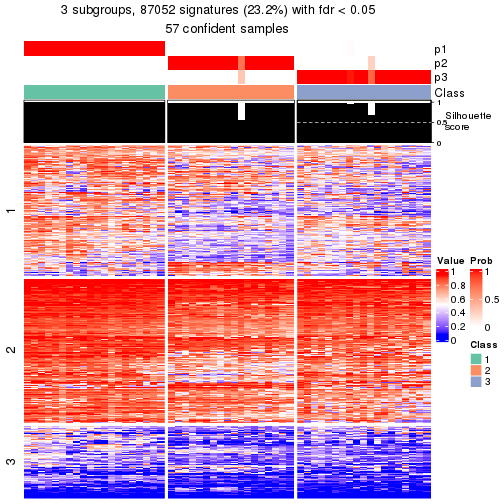 3 subgroups, 87052 signatures (23.2%) with fdr < 0.05
57 confident samples
p1
p2
p3
Class
1
0.5
0
Silhouette
score
1
2
3
Value
1
0.8
0.6
0.4
0.2
0
Prob
1
0.5
0
Class
1
2
3